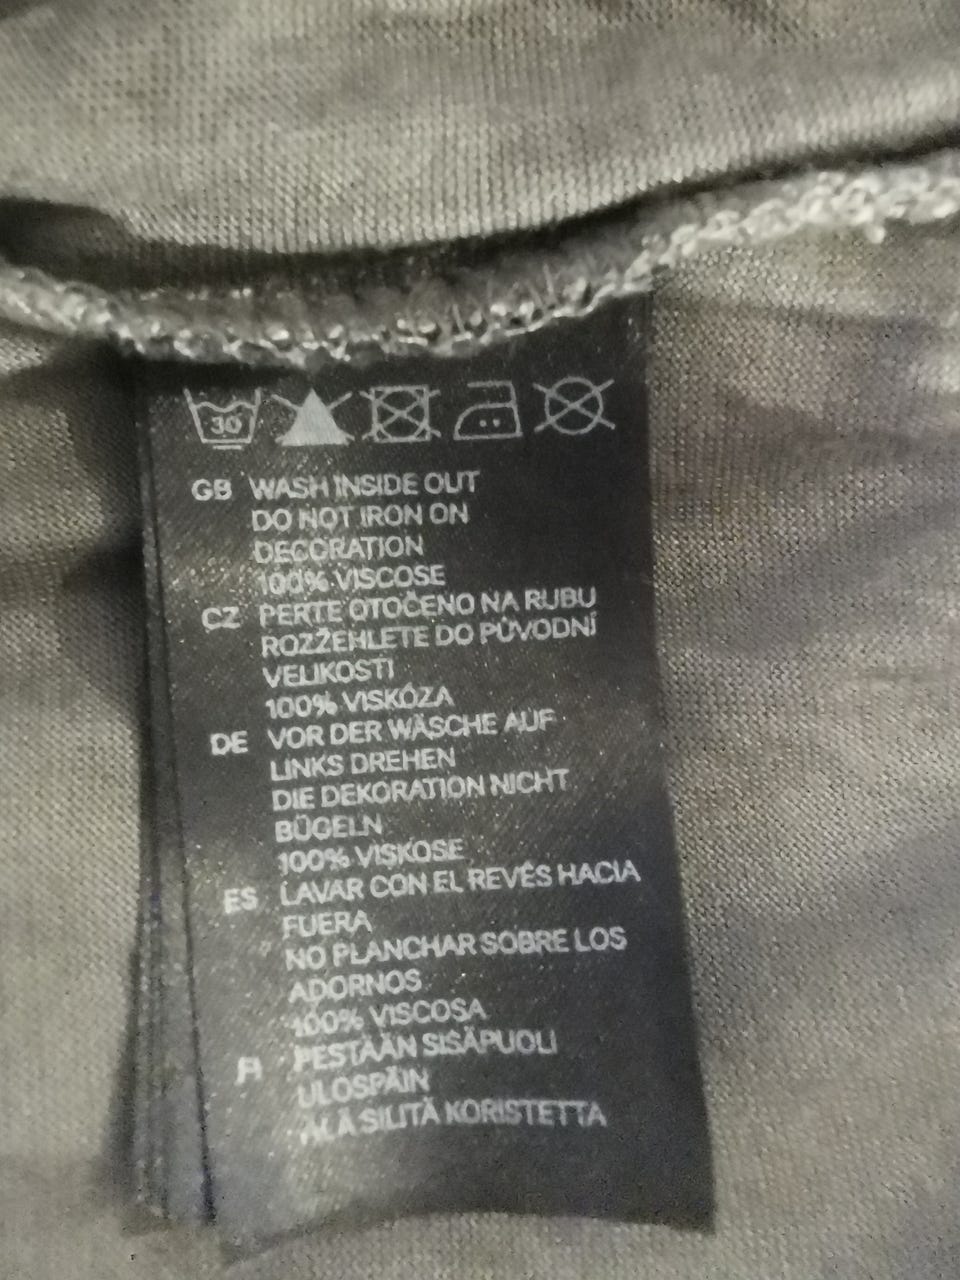 30
GB WASH INSIDE OUT
DO NOT IRON ON
DECORATION
100% VISCOSE
CZ PERTE OTOČENO NA RUBU
ROZŽEHLETE DO PŮVODNÍ
VELIKOSTI
100% VISKÓZA
DE VOR DER WÄSCHE AUF
LINKS DREHEN
DIE DEKORATION NICHT
BÜGELN
100% VISKOSE
ES LAVAR CON EL REVÉS HACIA
FUERA
NO PLANCHAR SOBRE LOS
ADORNOS
100% VISCOSA
FI PESTÄÄN SISÄPUOLI
ULOSPÄIN
ÄLÄ SILITÄ KORISTETTA